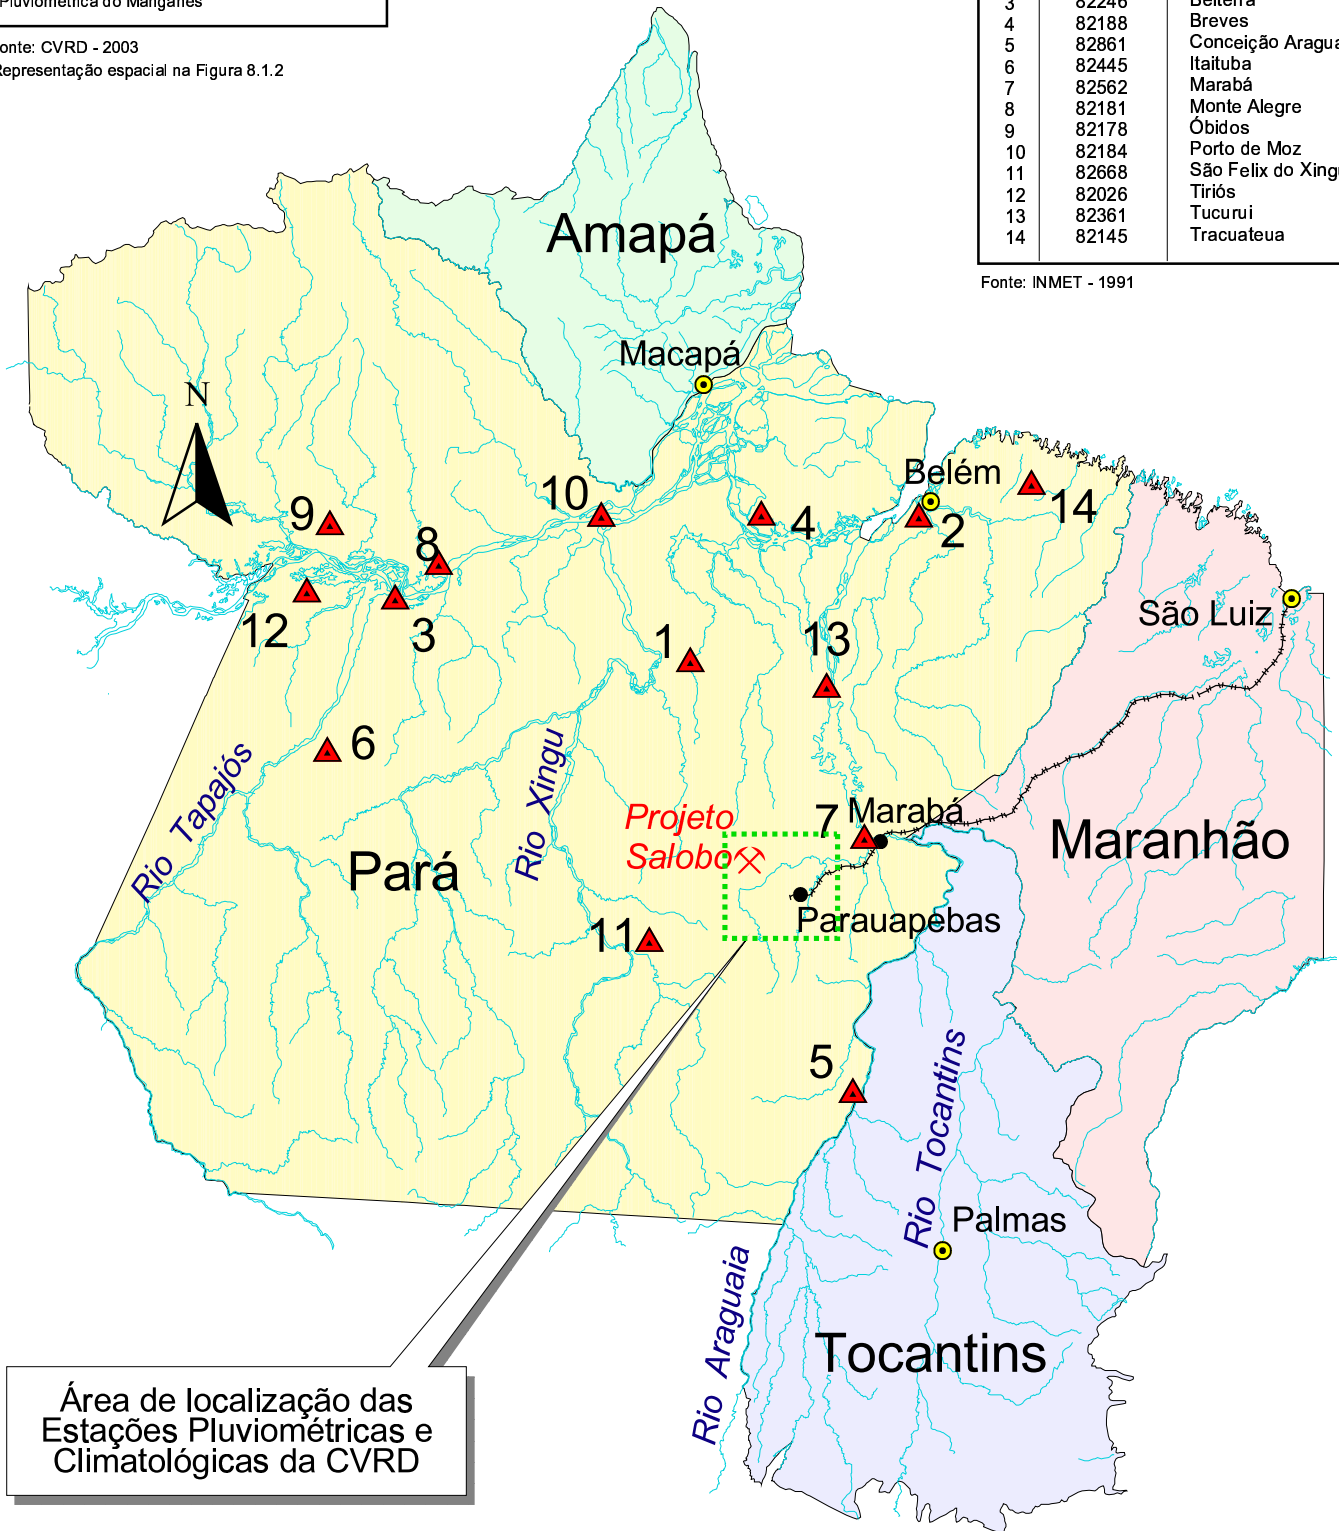 Pluviométrica do Manganês
onte: CVRD - 2003
Representação espacial na Figura 8.1.2
3 82246 Belterra
4 82188 Breves
5 82861 Conceição Aragua
6 82445 Itaituba
7 82562 Marabá
8 82181 Monte Alegre
9 82178 Óbidos
10 82184 Porto de Moz
11 82668 São Felix do Xing
12 82026 Tiriós
13 82361 Tucurui
14 82145 Tracuateua
Fonte: INMET - 1991
Amapá
Macapá
N
Belém
10
9
14
4
2
8
São Luiz
12
3
1
13
6
Rio Tapajós
Rio Xingu
Projeto
Salobo
7
Marabá
Maranhão
Pará
Parauapebas
11
5
Rio Tocantins
Palmas
Rio Araguaia
Tocantins
Área de localização das
Estações Pluviométricas e
Climatológicas da CVRD